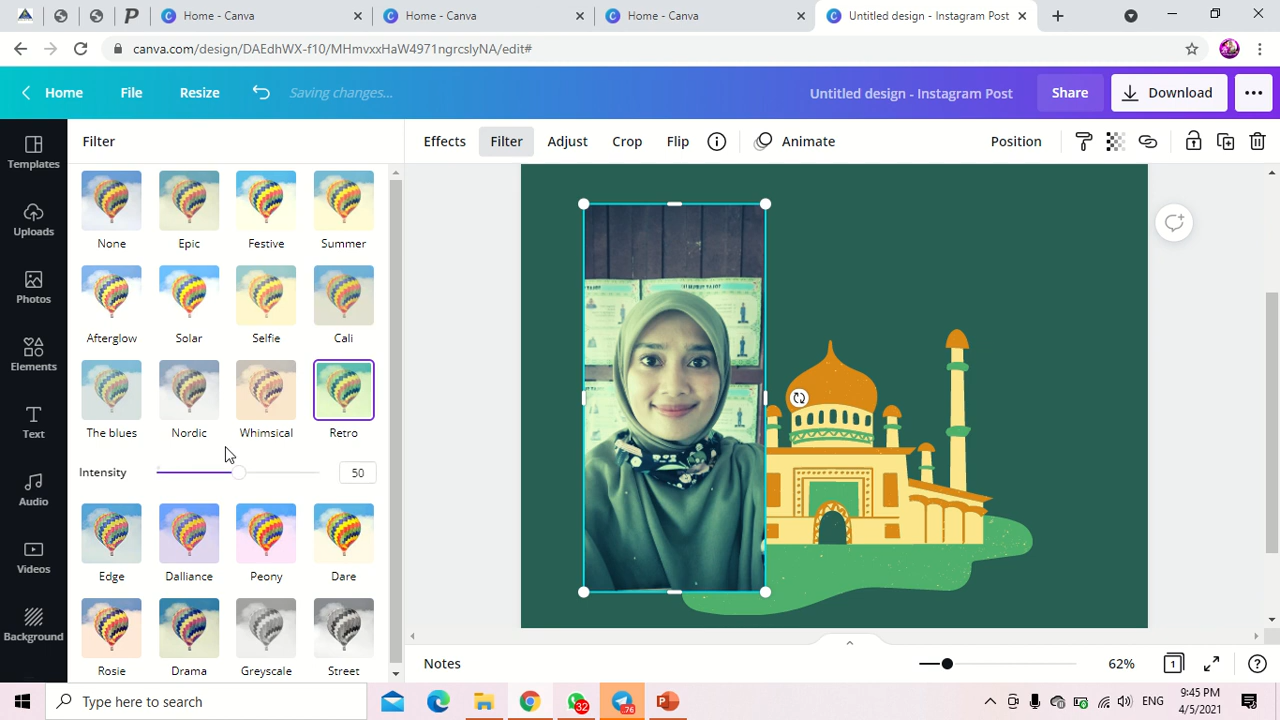 Home - Canva
Home - Canva
Home - Canva
Untitled design - Instagram Post
canva.com/design/DAEdhWX-f10/MHmvxxHaW4971ngrcslyNA/edit#
Home
File
Resize
Saving changes...
Untitled design - Instagram Post
Share
Download
Templates
Uploads
Photos
Elements
Text
Audio
Videos
Background
Filter
Effects
Filter
Adjust
Crop
Flip
Animate
Position
None
Epic
Festive
Summer
Afterglow
Solar
Selfie
Cali
The blues
Nordic
Whimsical
Retro
Intensity
50
Edge
Dalliance
Peony
Dare
Rosie
Drama
Greyscale
Street
Notes
62%
1
Type here to search
32
.76
ENG
9:45 PM
4/5/2021